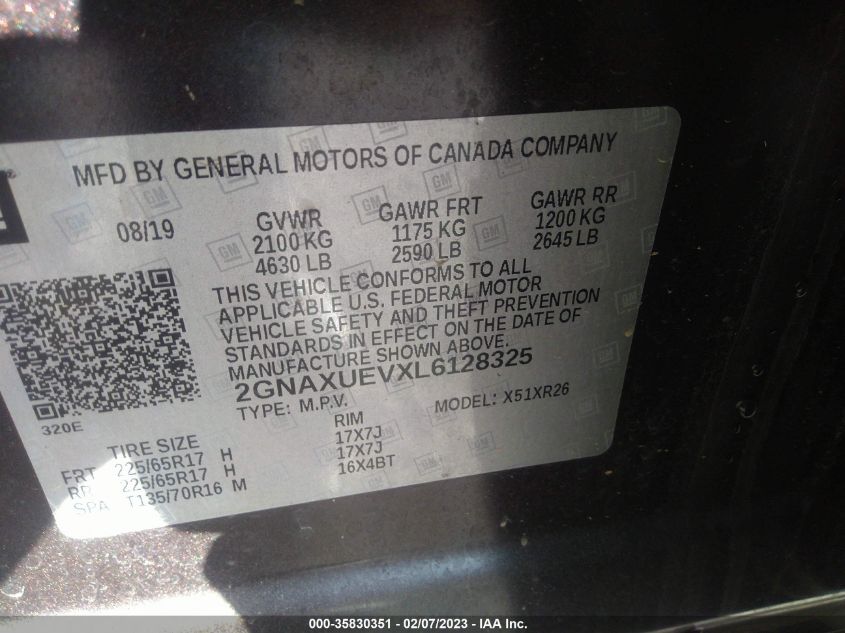 MFD BY GENERAL MOTORS OF CANADA COMPANY
08/19
GVWR
2100 KG
4630 LB
GAWR FRT
1175 KG
2590 LB
GAWR RR
1200 KG
2645 LB
THIS VEHICLE CONFORMS TO ALL
APPLICABLE U.S. FEDERAL MOTOR
VEHICLE SAFETY AND THEFT PREVENTION
STANDARDS IN EFFECT ON THE DATE OF
MANUFACTURE SHOWN ABOVE.
2GNAXUEVXL6128325
TYPE: M.P.V. MODEL: X51XR26
320E
TIRE SIZE RIM
FRT 225/65R17 H 17X7J
RR 225/65R17 H 17X7J
SPA T135/70R16 M 16X4BT
000-35830351 - 02/07/2023 - IAAI.com